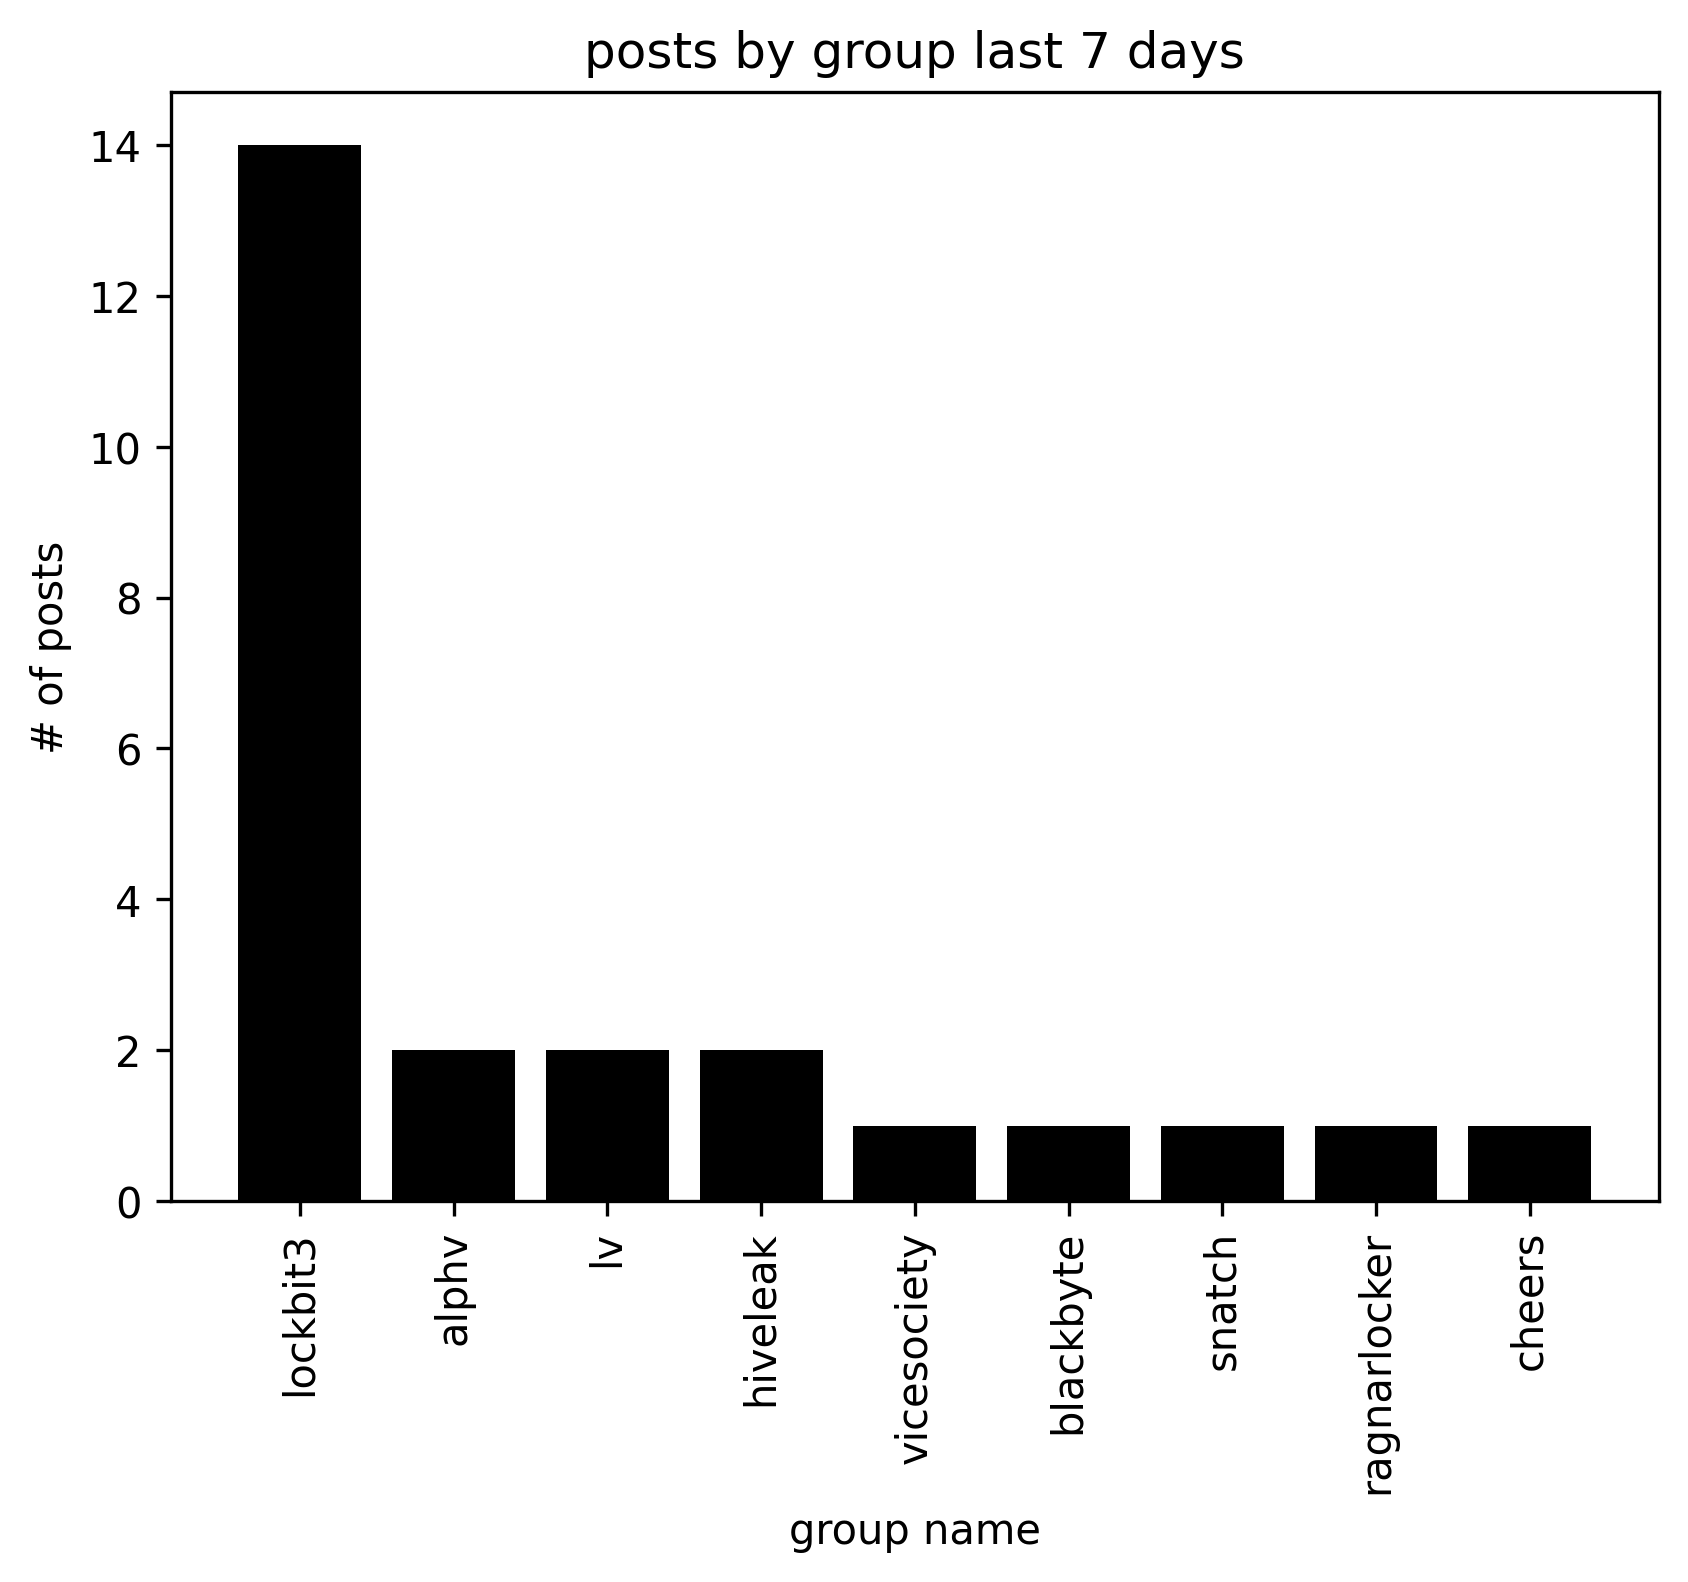 posts by group last 7 days
14
12
10
8
6
4
2
0
# of posts
lockbit3
alphv
lv
hiveleak
vicesociety
blackbyte
snatch
ragnarlocker
cheers
group name